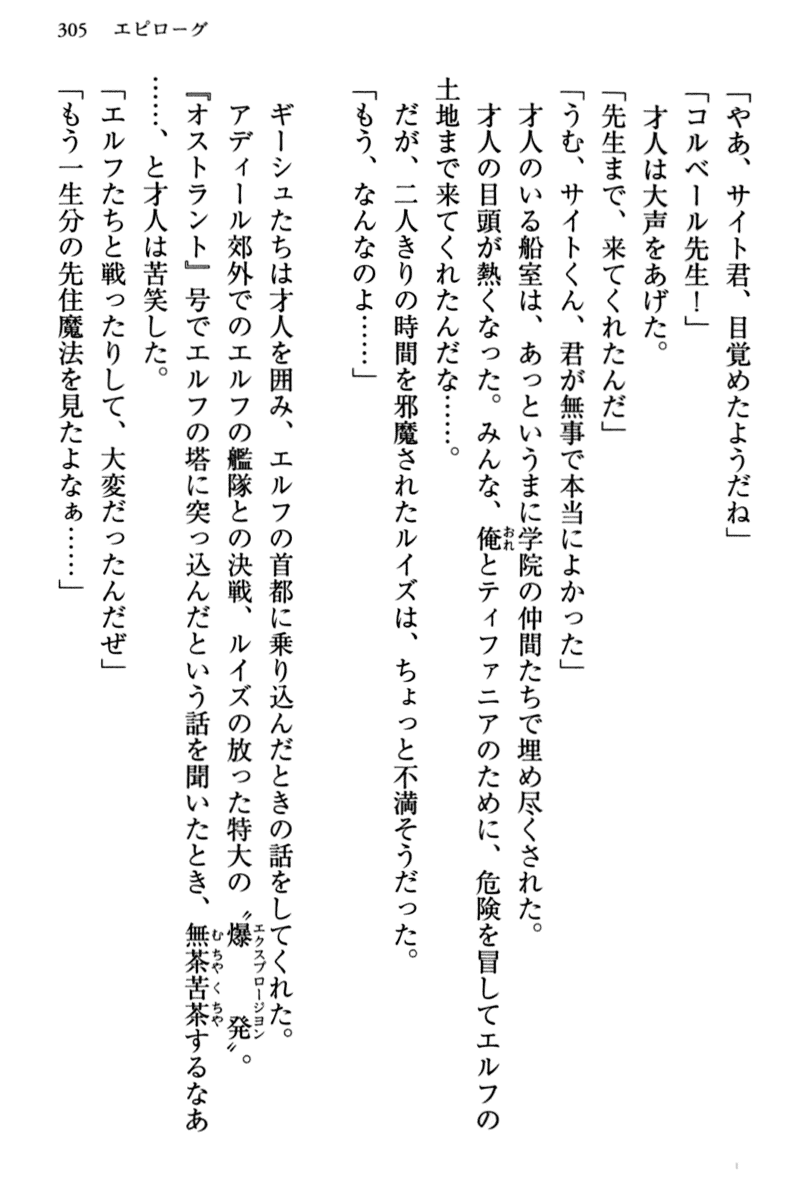 305　エピローグ
「やあ、サイト君、目覚めたようだね」
「コルベール先生！」
才人は大声をあげた。
「先生まで、来てくれたんだ」
「うむ、サイトくん、君が無事で本当によかった」
才人のいる船室は、あっというまに学院の仲間たちで埋め尽くされた。
才人の目頭が熱くなった。みんな、俺とティファニアのために、危険を冒してエルフの
土地まで来てくれたんだな……。
だが、二人きりの時間を邪魔されたルイズは、ちょっと不満そうだった。
「もう、なんなのよ……」
ギーシュたちは才人を囲み、エルフの首都に乗り込んだときの話をしてくれた。
アディール郊外でのエルフの艦隊との決戦、ルイズの放った特大の〝爆発〟。
『オストラント』号でエルフの塔に突っ込んだという話を聞いたとき、無茶苦茶するなあ
……、と才人は苦笑した。
「エルフたちと戦ったりして、大変だったんだぜ」
「もう一生分の先住魔法を見たよなぁ……」